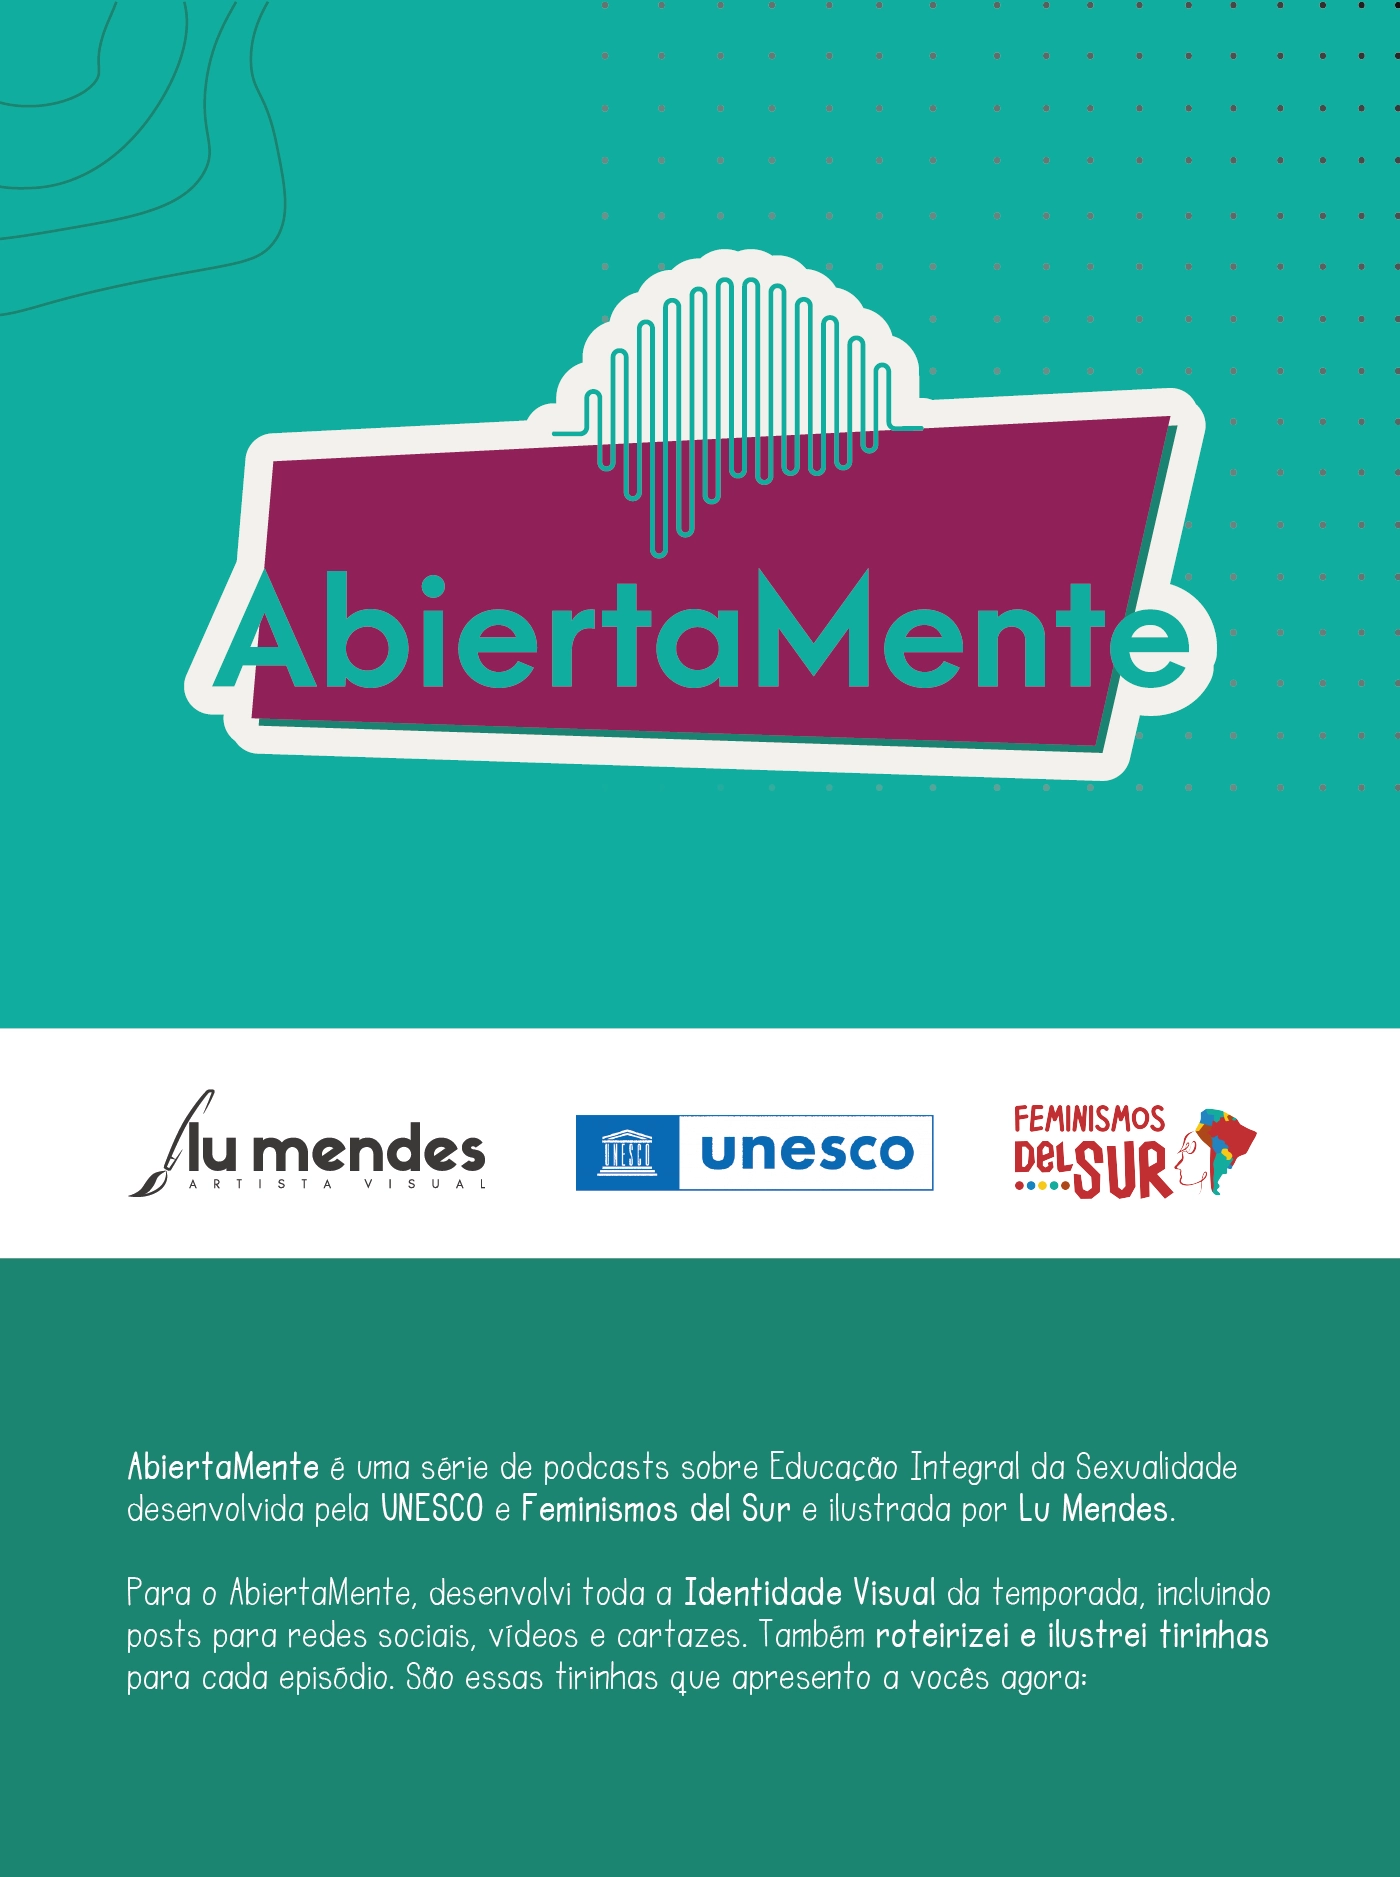 AbiertaMente
lu mendes
ARTISTA VISUAL
UNESCO
unesco
FEMINISMOS
DEL SUR
AbiertaMente é uma série de podcasts sobre Educação Integral da Sexualidade
desenvolvida pela UNESCO e Feminismos del Sur e ilustrada por Lu Mendes.
Para o AbiertaMente, desenvolvi toda a Identidade Visual da temporada, incluindo
posts para redes sociais, vídeos e cartazes. Também roteirizei e ilustrei tirinhas
para cada episódio. São essas tirinhas que apresento a vocês agora: